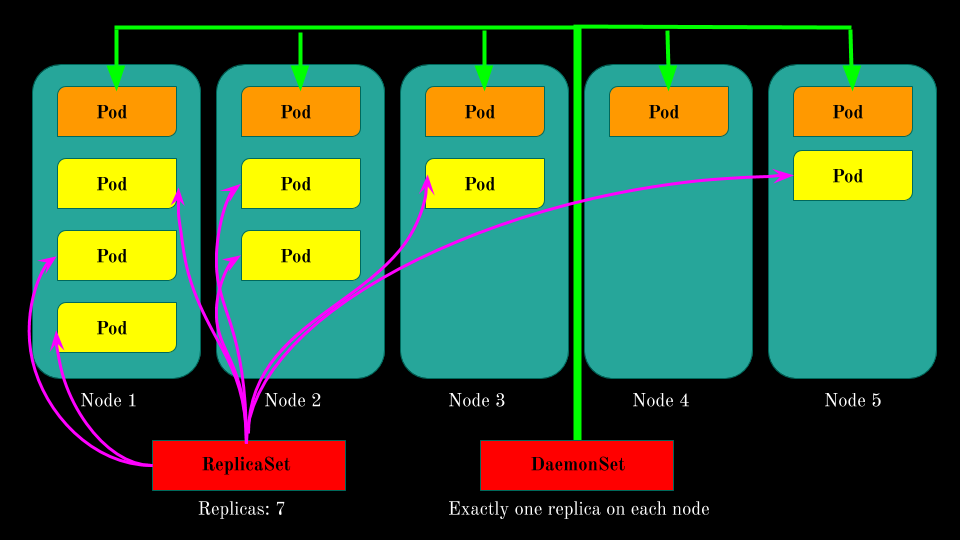 Pod
Pod
Pod
Pod
Pod
Pod
Pod
Pod
Pod
Pod
Pod
Pod
Node 1
Node 2
Node 3
Node 4
Node 5
ReplicaSet
DaemonSet
Replicas: 7
Exactly one replica on each node